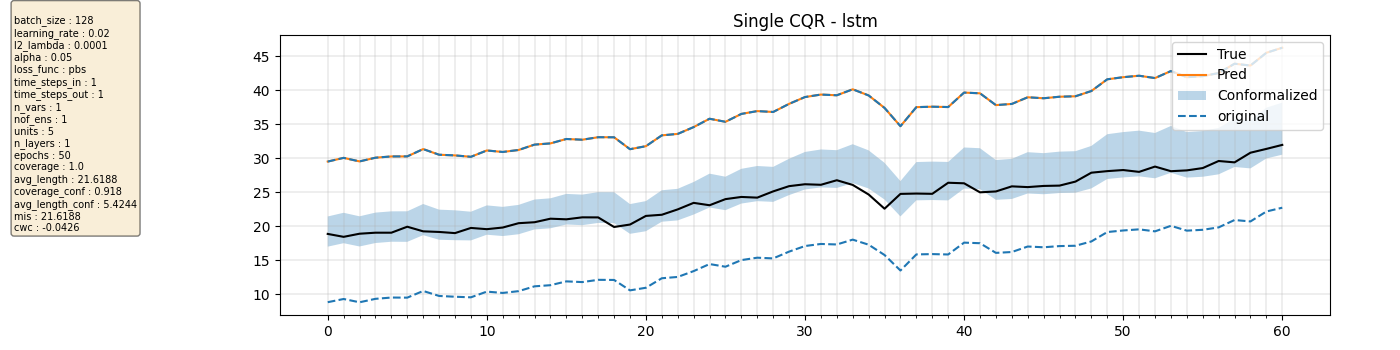 batch_size : 128
learning_rate : 0.02
l2_lambda : 0.0001
alpha : 0.05
loss_func : pbs
time_steps_in : 1
time_steps_out : 1
n_vars : 1
nof_ens : 1
units : 5
n_layers : 1
epochs : 50
coverage : 1.0
avg_length : 21.6188
coverage_conf : 0.918
avg_length_conf : 5.4244
mis : 21.6188
cwc : -0.0426
Single CQR - lstm
45
40
35
30
25
20
15
10
True
Pred
Conformalized
original
0 10 20 30 40 50 60